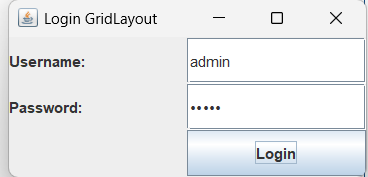 Login GridLayout
Username: admin
Password: •••••
Login